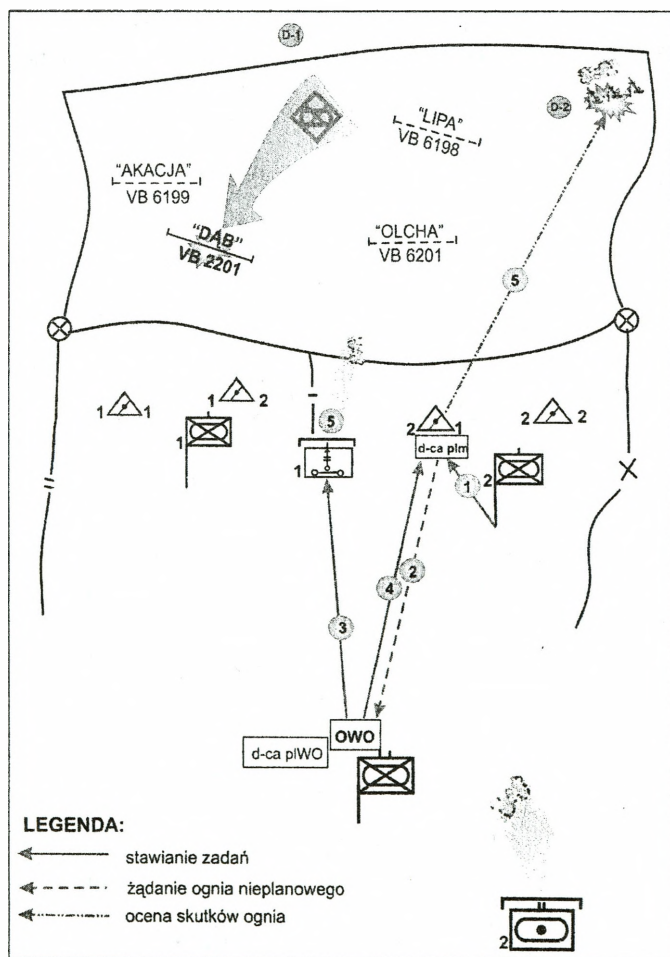 D-1
"LIPA"
VB 6198
D-2
"AKACJA"
VB 6199
"DĄB"
VB 2201
"OLCHA"
VB 6201
5
1 1
1 2
1
5
1
2 1
d-ca plm
1
2
2 2
4
2
3
OWO
d-ca plWO
LEGENDA:
stawianie zadań
żądanie ognia nieplanowego
ocena skutków ognia
2